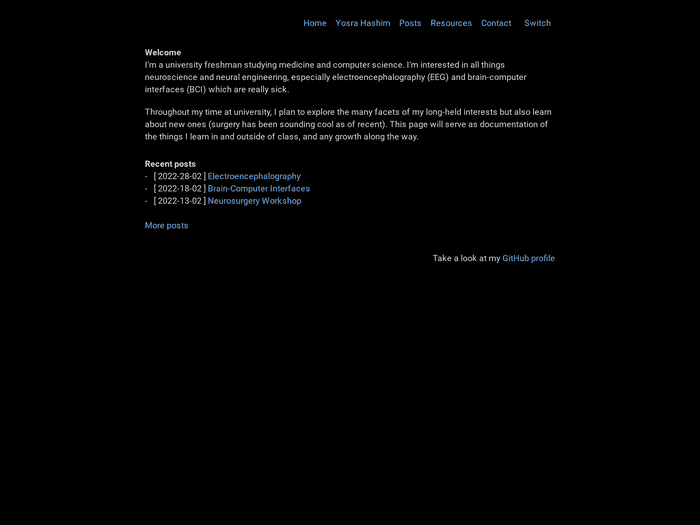 Home Yosra Hashim Posts Resources Contact Switch
Welcome
I'm a university freshman studying medicine and computer science. I'm interested in all things
neuroscience and neural engineering, especially electroencephalography (EEG) and brain-computer
interfaces (BCI) which are really sick.
Throughout my time at university, I plan to explore the many facets of my long-held interests but also learn
about new ones (surgery has been sounding cool as of recent). This page will serve as documentation of
the things I learn in and outside of class, and any growth along the way.
Recent posts
- [ 2022-28-02 ] Electroencephalography
- [ 2022-18-02 ] Brain-Computer Interfaces
- [ 2022-13-02 ] Neurosurgery Workshop
More posts
Take a look at my GitHub profile